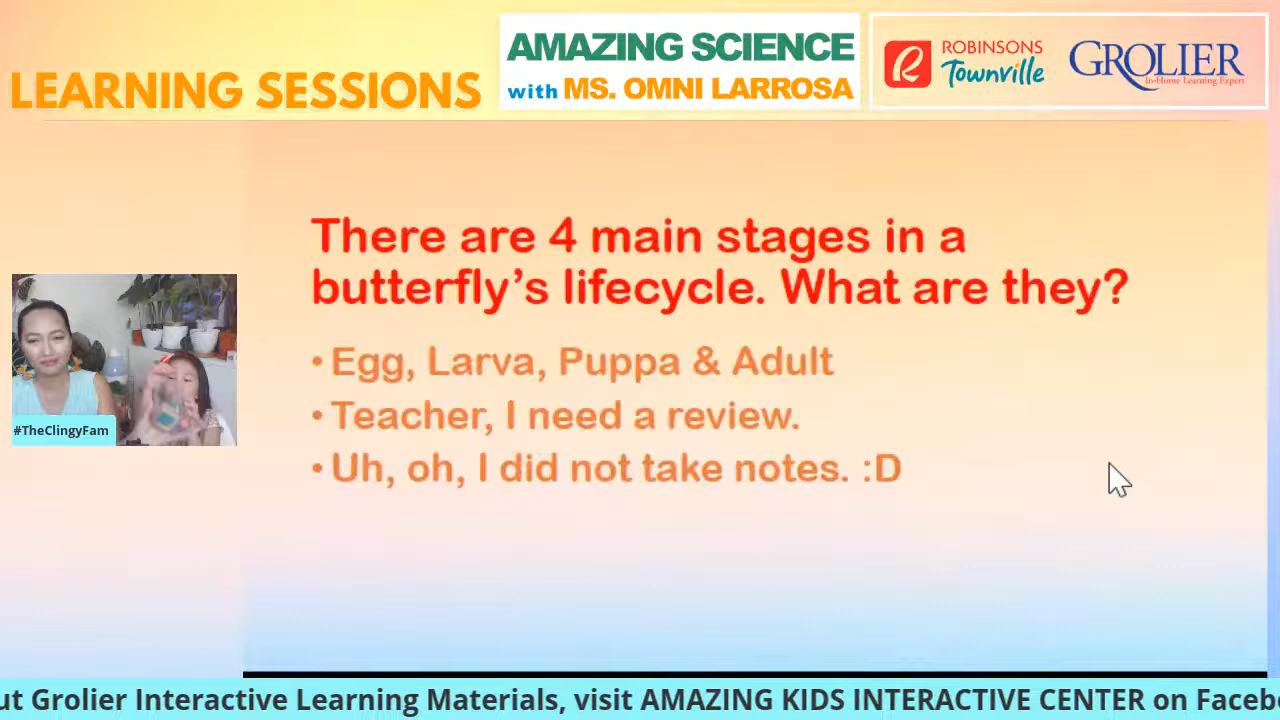 LEARNING SESSIONS
AMAZING SCIENCE
with MS. OMNI LARROSA
R
ROBINSONS
Townville
GROLIER
In-Home Learning Expert
There are 4 main stages in a
butterfly's lifecycle. What are they?
• Egg, Larva, Puppa & Adult
• Teacher, I need a review.
• Uh, oh, I did not take notes. :D
#TheClingyFam
ut Grolier Interactive Learning Materials, visit AMAZING KIDS INTERACTIVE CENTER on Facebo